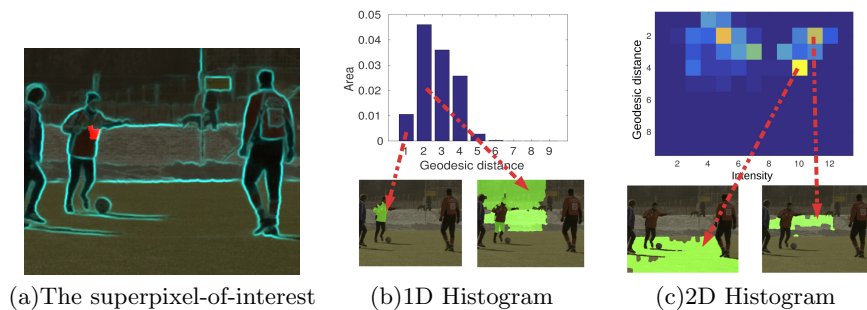 0.05
0.04
0.03
0.02
0.01
0
Area
1 2 3 4 5 6 7 8 9
Geodesic distance
2
4
6
8
Geodesic distance
2 4 6 8 10 12
Intensity
(a)The superpixel-of-interest
(b)1D Histogram
(c)2D Histogram